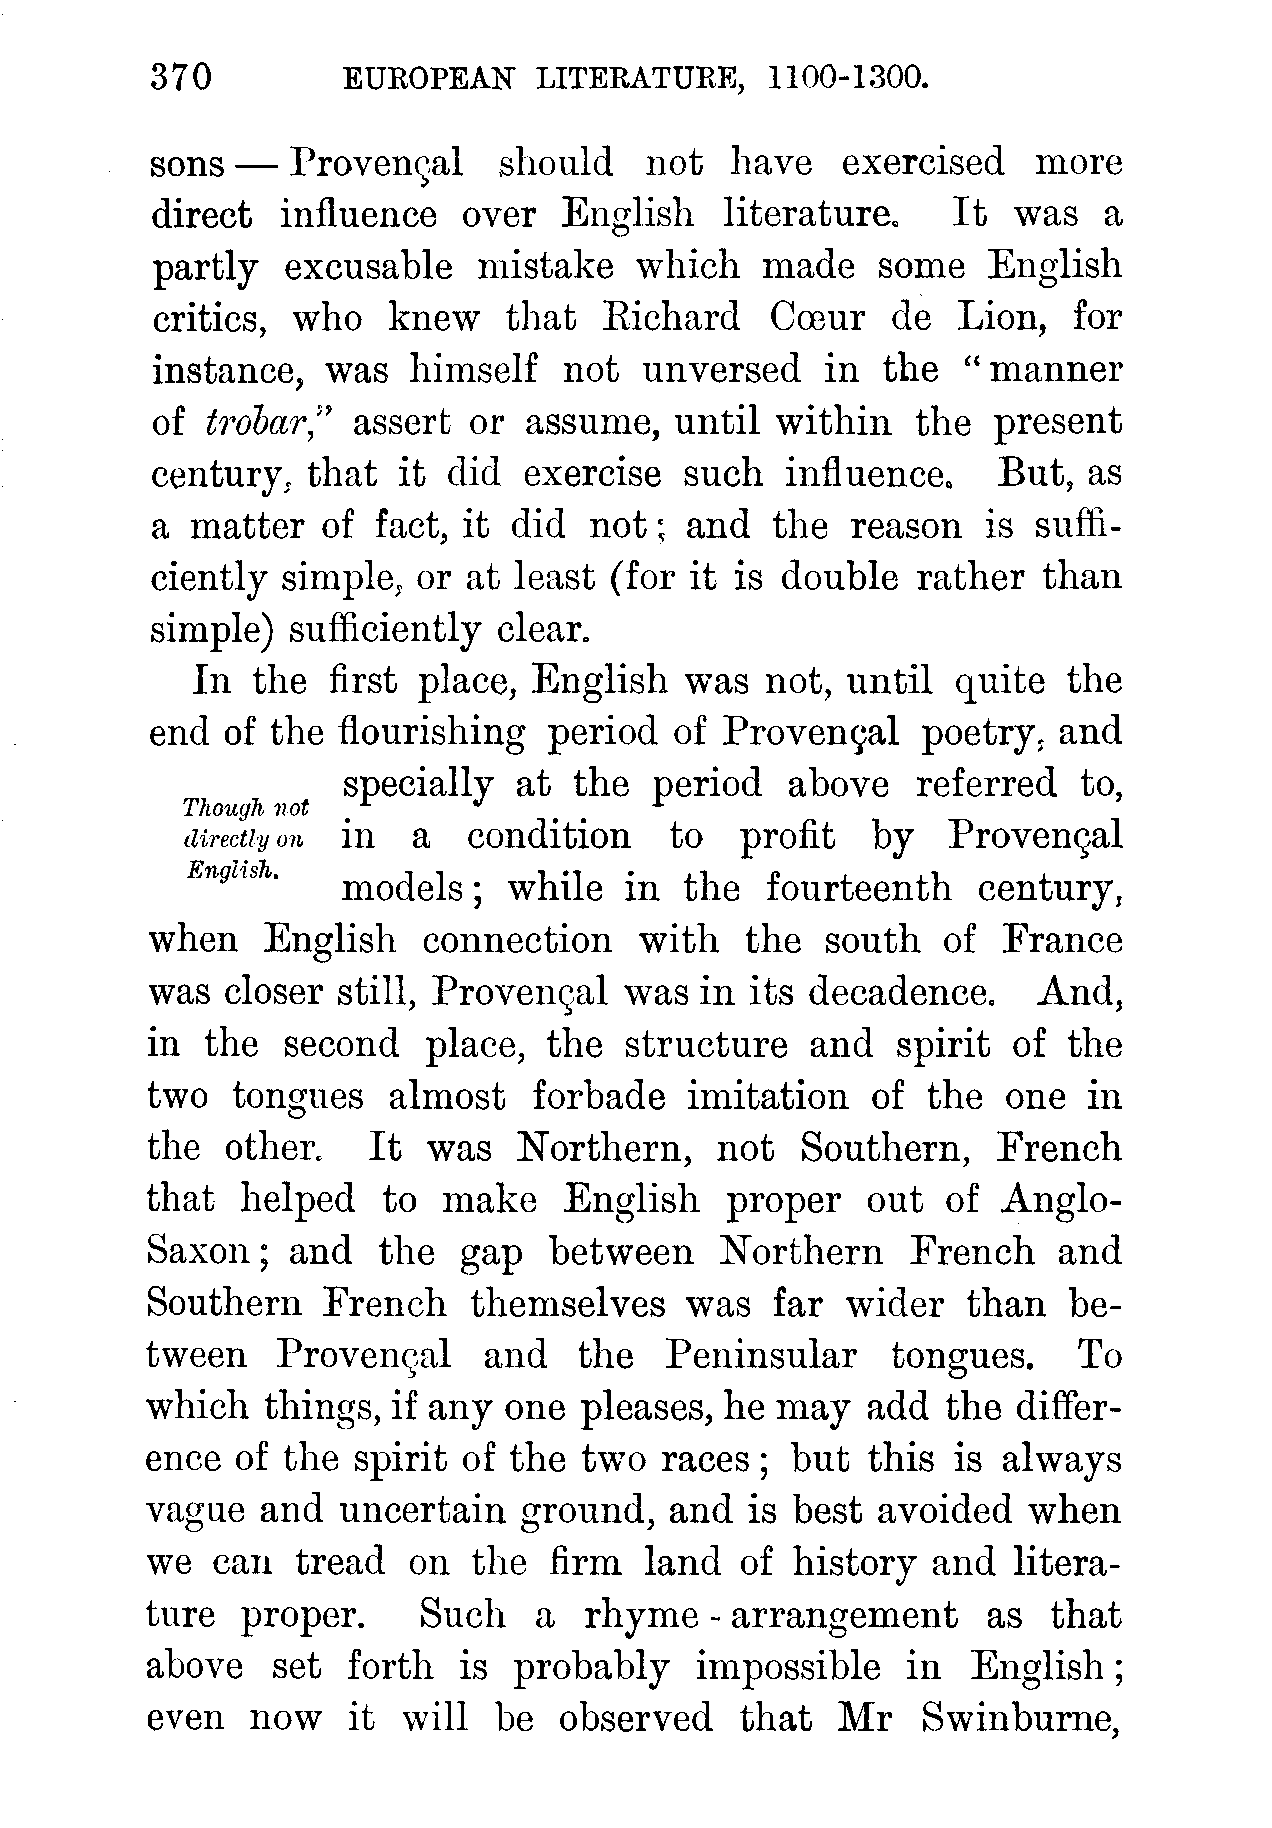 370 EUROPEAN LITERATURE, 1100-1300.
sons — Provençal should not have exercised more
direct influence over English literature. It was a
partly excusable mistake which made some English
critics, who knew that Richard Cœur de Lion, for
instance, was himself not unversed in the “manner
of trobar,” assert or assume, until within the present
century, that it did exercise such influence. But, as
a matter of fact, it did not; and the reason is suffi-
ciently simple, or at least (for it is double rather than
simple) sufficiently clear.
In the first place, English was not, until quite the
end of the flourishing period of Provençal poetry, and
specially at the period above referred to,
Though not
directly on
English.
in a condition to profit by Provençal
models; while in the fourteenth century,
when English connection with the south of France
was closer still, Provençal was in its decadence. And,
in the second place, the structure and spirit of the
two tongues almost forbade imitation of the one in
the other. It was Northern, not Southern, French
that helped to make English proper out of Anglo-
Saxon; and the gap between Northern French and
Southern French themselves was far wider than be-
tween Provençal and the Peninsular tongues. To
which things, if any one pleases, he may add the differ-
ence of the spirit of the two races; but this is always
vague and uncertain ground, and is best avoided when
we can tread on the firm land of history and litera-
ture proper. Such a rhyme-arrangement as that
above set forth is probably impossible in English;
even now it will be observed that Mr Swinburne,